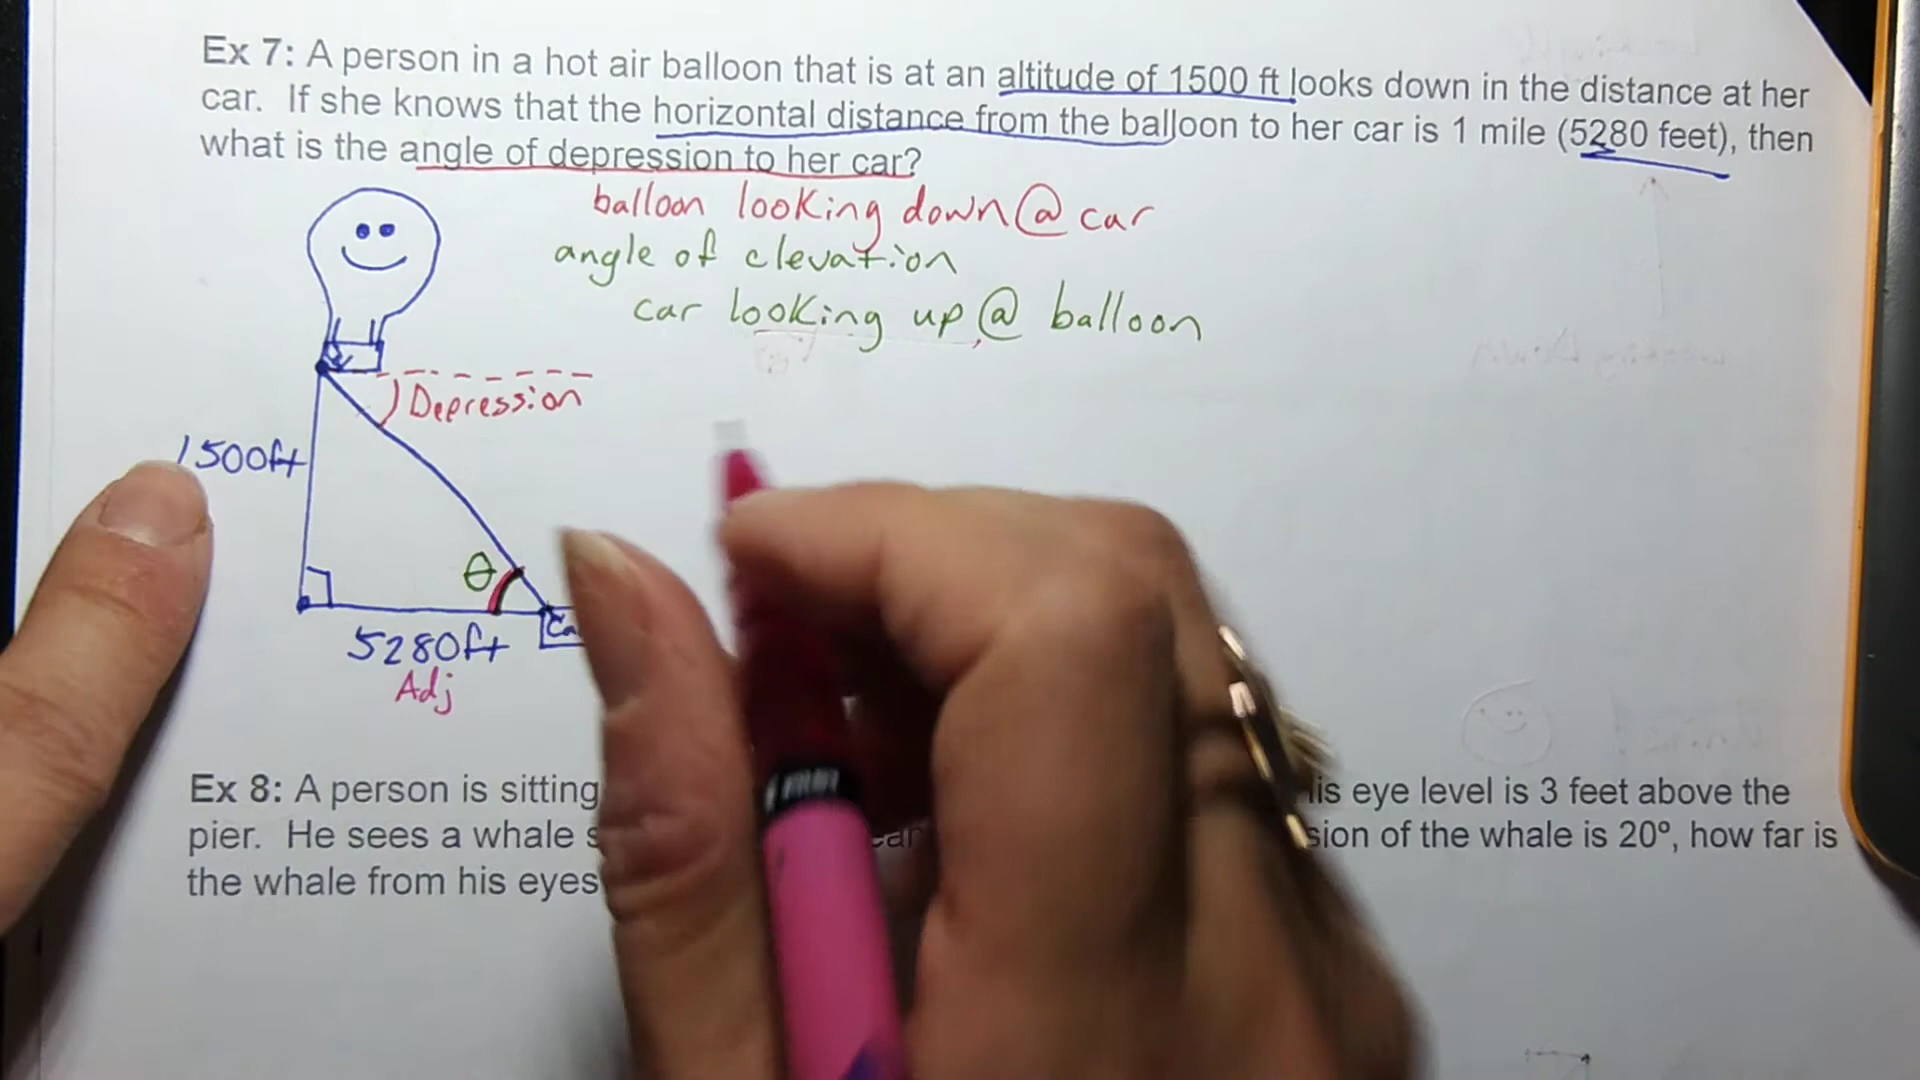 Ex 7: A person in a hot air balloon that is at an altitude of 1500 ft looks down in the distance at her
car. If she knows that the horizontal distance from the balloon to her car is 1 mile (5280 feet), then
what is the angle of depression to her car?
balloon looking down @ car
angle of elevation
car looking up @ balloon
Depression
1500ft
θ
5280ft
Adj
Ex 8: A person is sitting eye level is 3 feet above the
pier. He sees a whale of the whale is 20º, how far is
the whale from his eyes